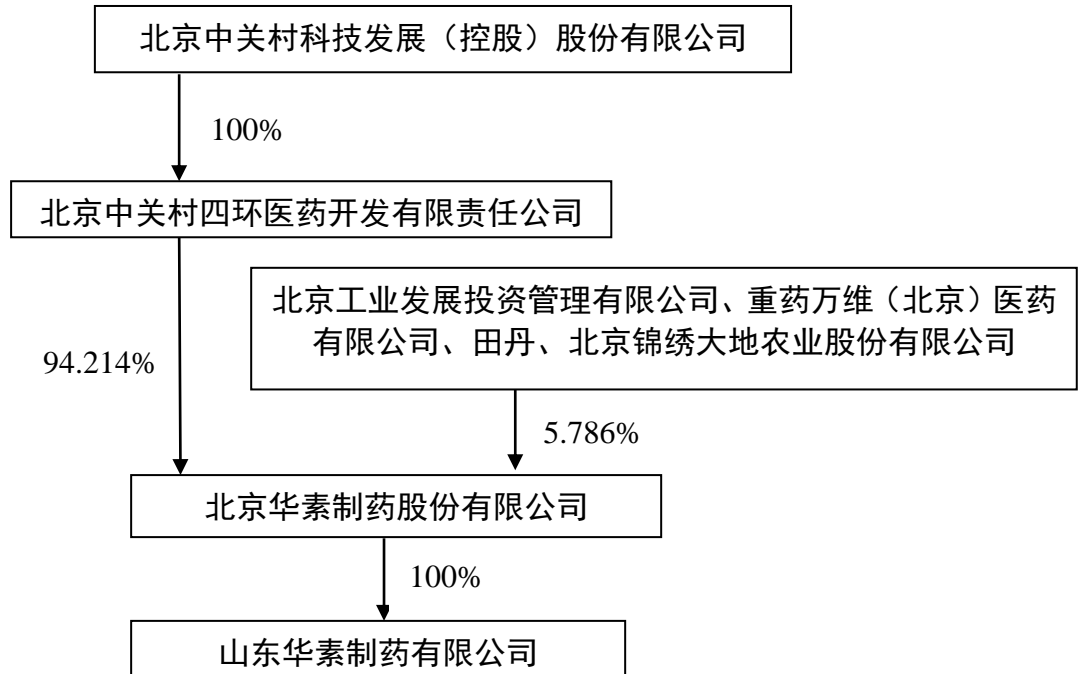 北京中关村科技发展（控股）股份有限公司
100%
北京中关村四环医药开发有限责任公司
北京工业发展投资管理有限公司、重药万维（北京）医药
有限公司、田丹、北京锦绣大地农业股份有限公司
94.214%
5.786%
北京华素制药股份有限公司
100%
山东华素制药有限公司